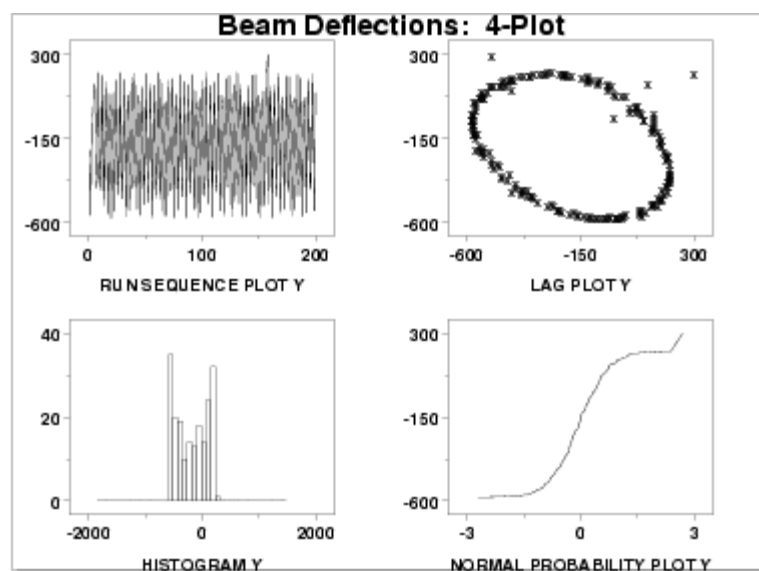 Beam Deflections: 4-Plot
300
-150
-600
0 100 200
RUN SEQUENCE PLOT Y
300
-150
-600
-600 -150 300
LAG PLOT Y
40
20
0
-2000 0 2000
HISTOGRAM Y
300
-150
-600
-3 0 3
NORMAL PROBABILITY PLOT Y